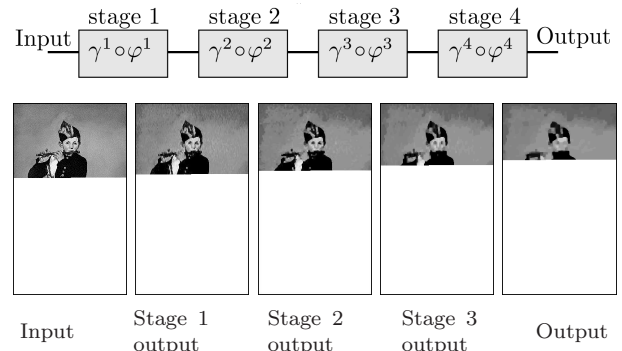 stage 1 stage 2 stage 3 stage 4
Input γ¹∘φ¹ γ²∘φ² γ³∘φ³ γ⁴∘φ⁴ Output
Input Stage 1 output Stage 2 output Stage 3 output Output